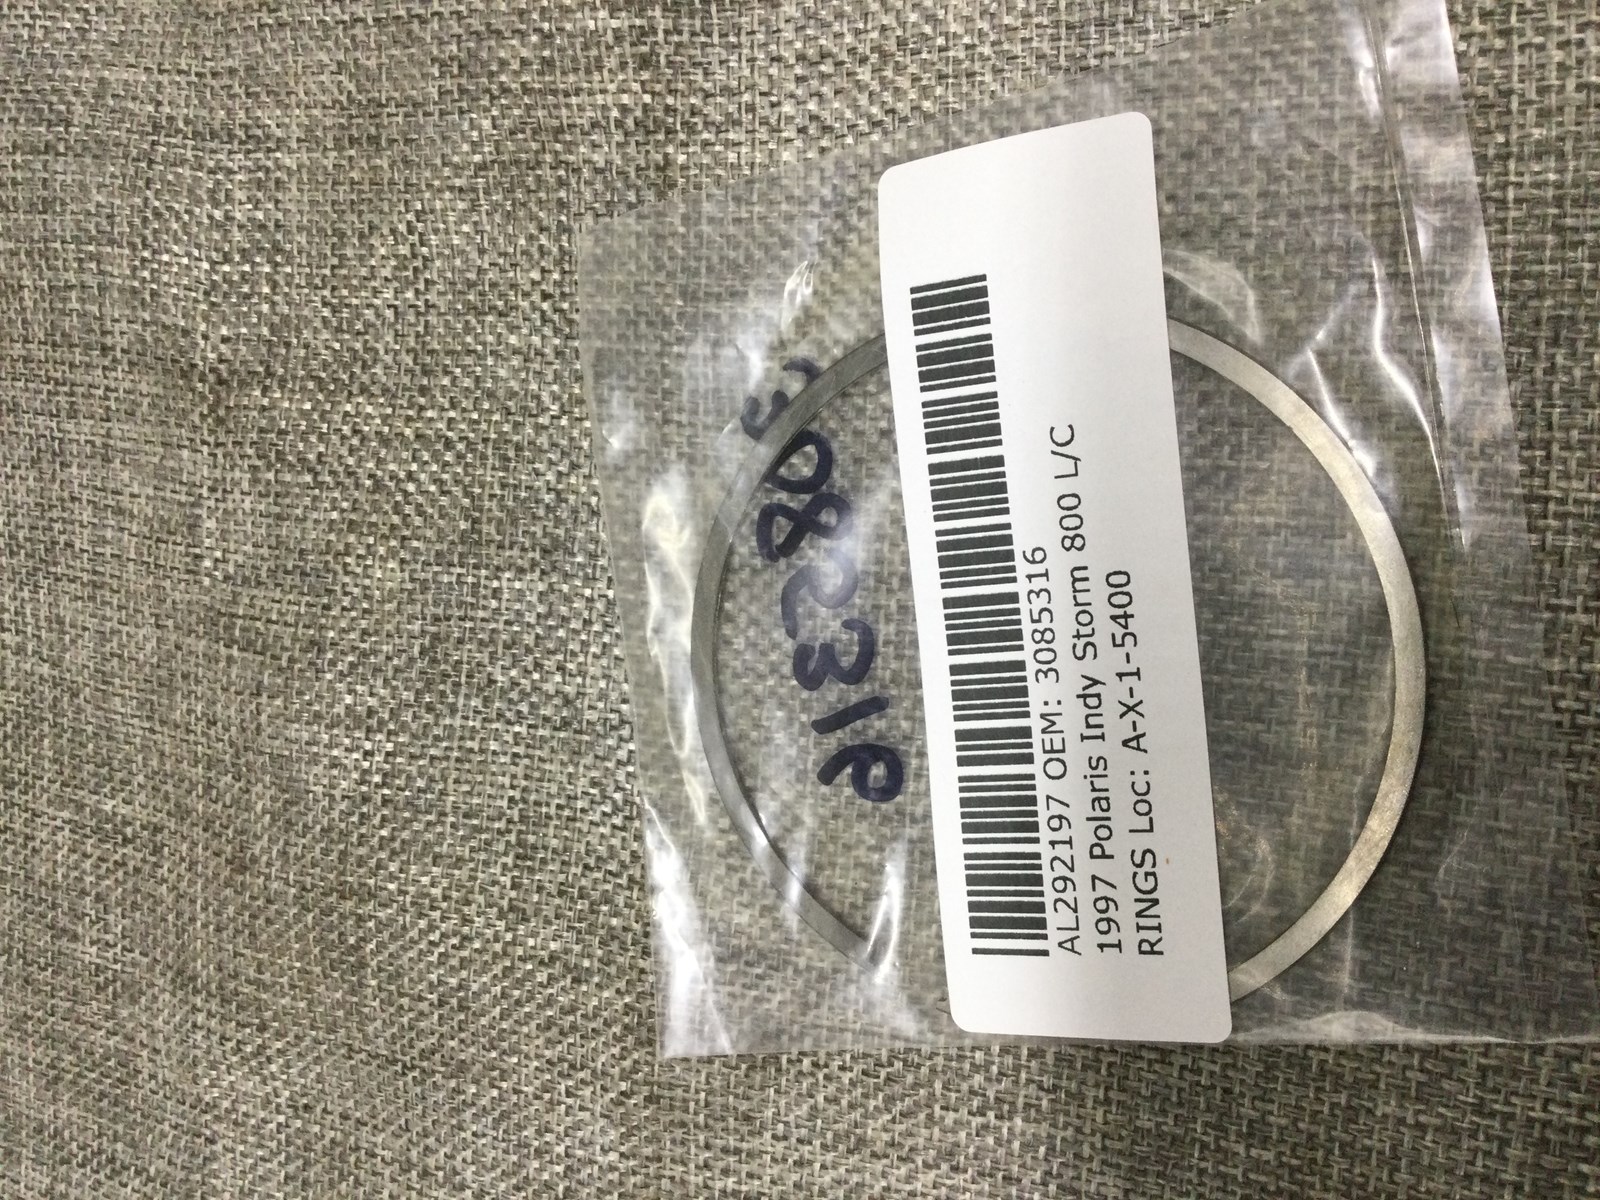 3085316
AL292197 OEM: 3085316
1997 Polaris Indy Storm 800 L/C
RINGS Loc: A-X-1-5400